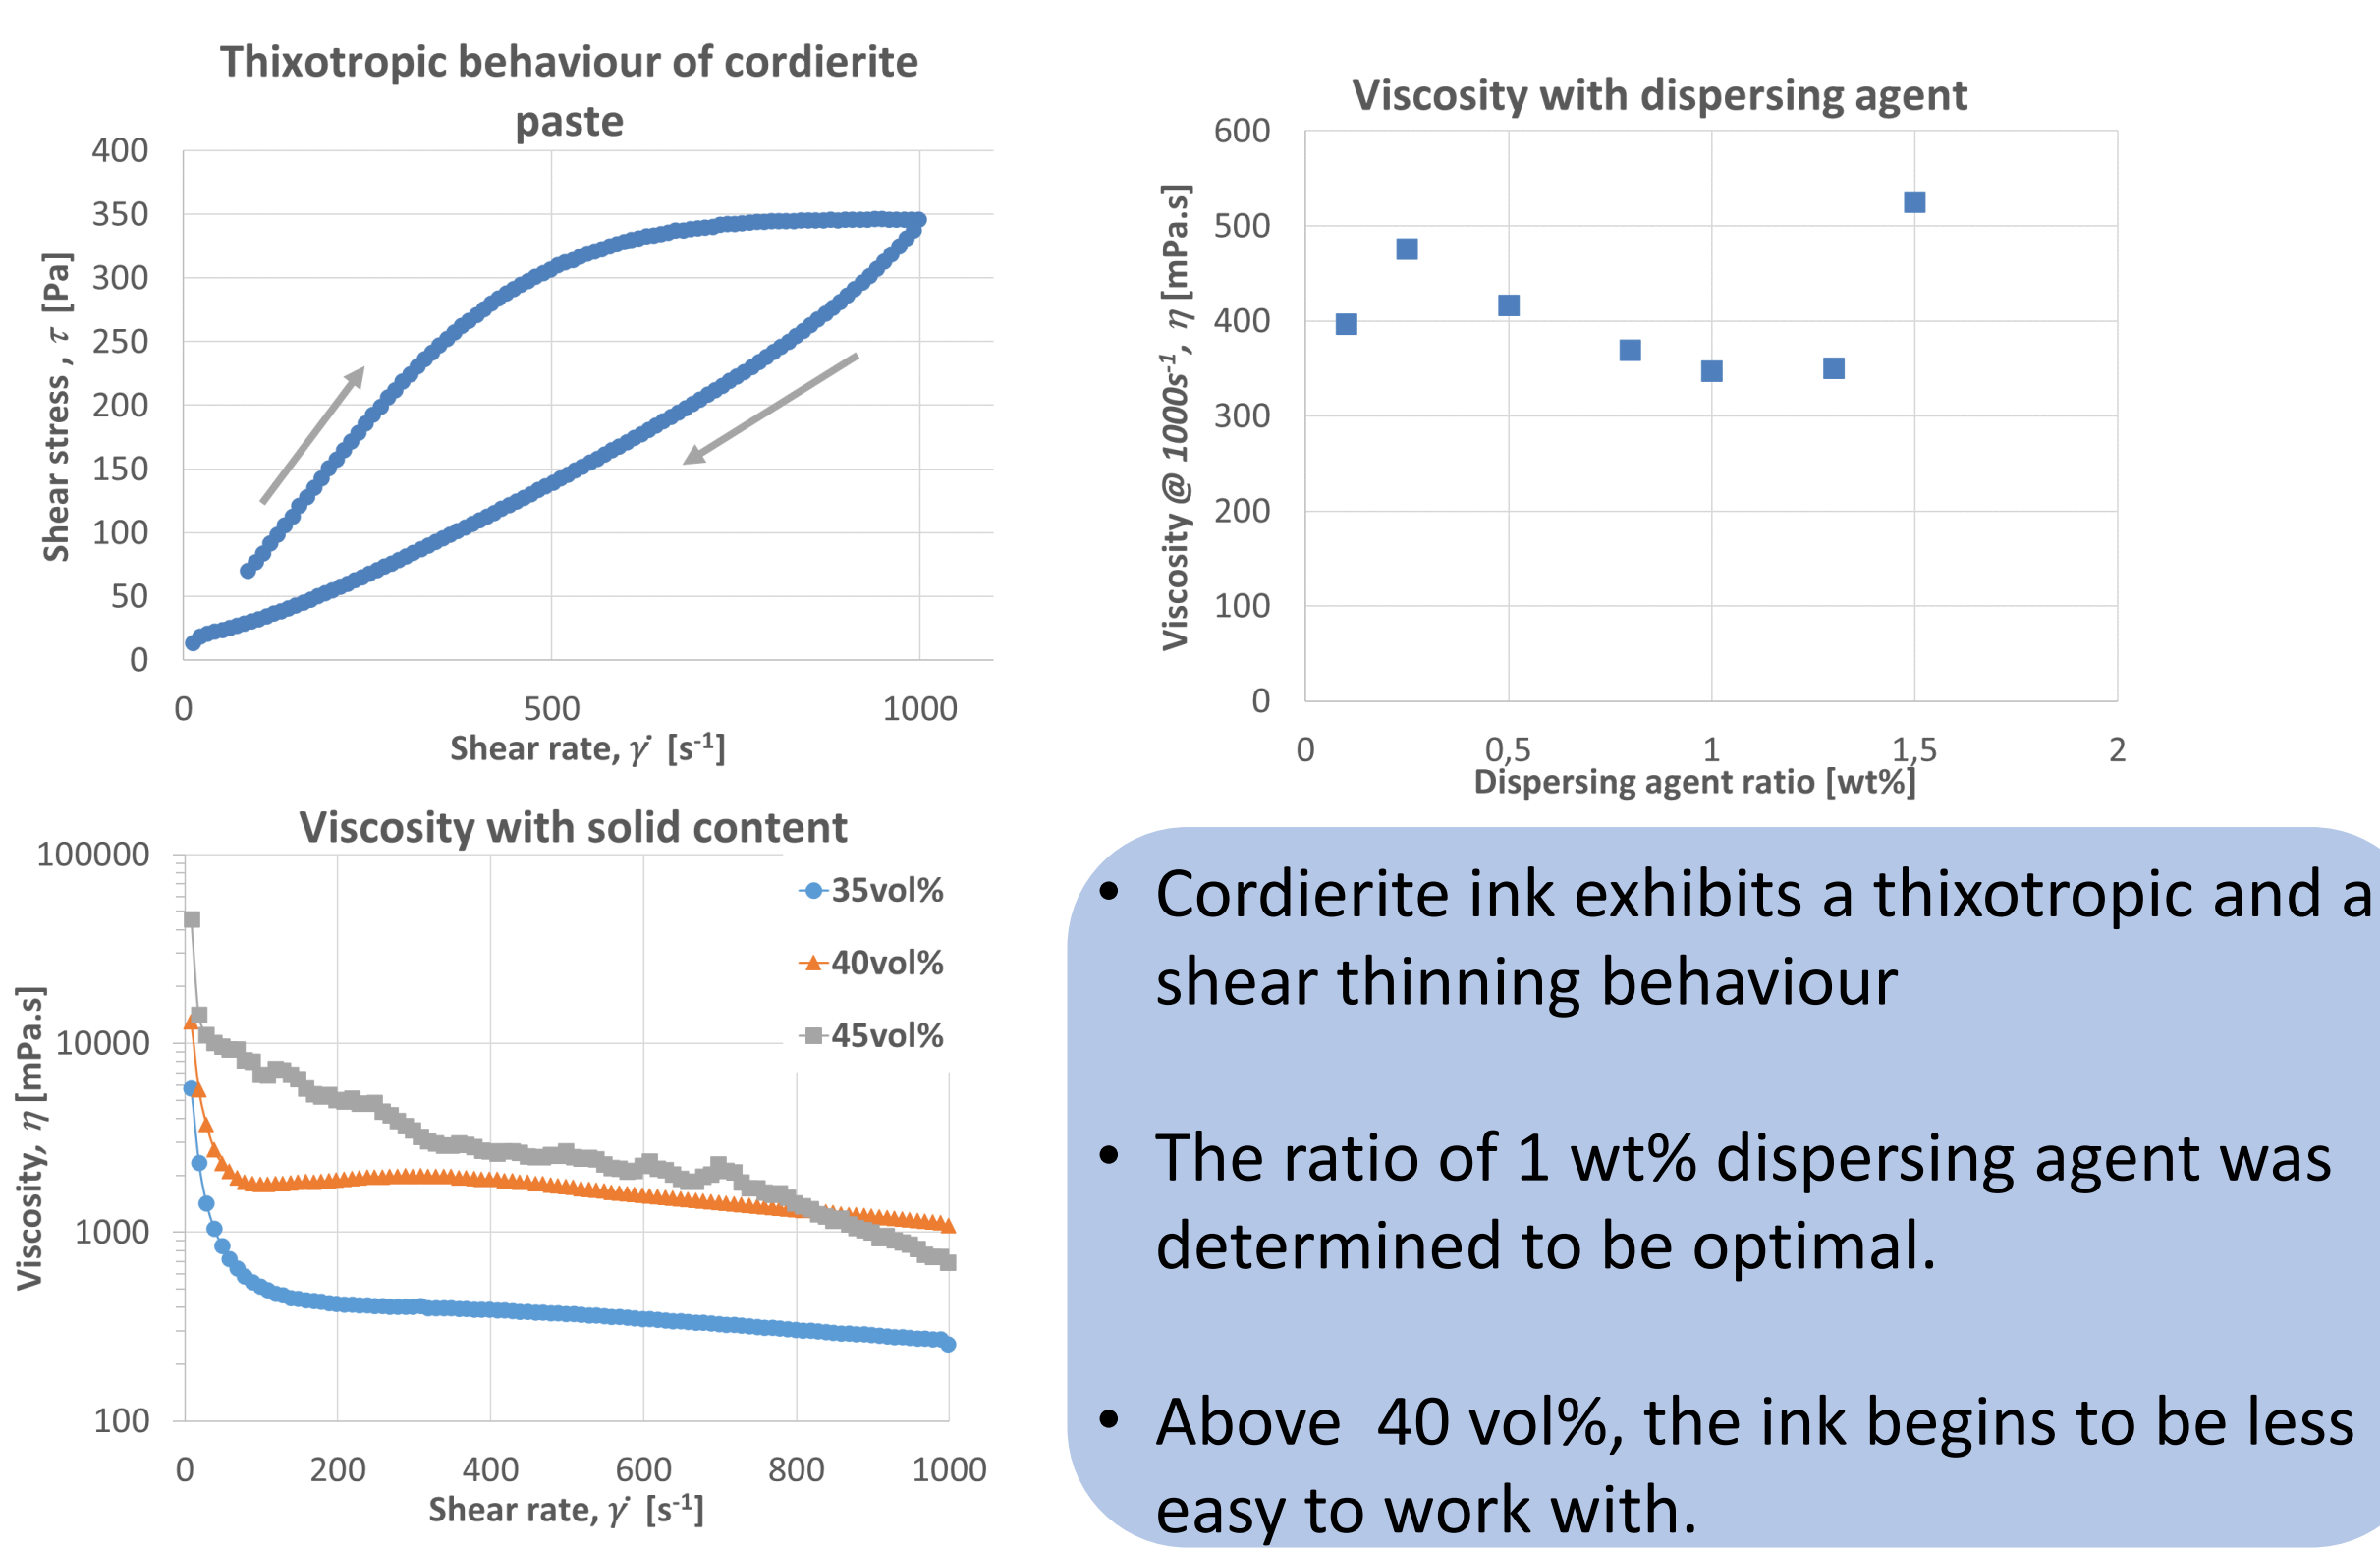 Thixotropic behaviour of cordierite
paste
400
350
300
250
200
150
100
50
0
Shear stress , τ [Pa]
0 500 1000
Shear rate, γ̇ [s⁻¹]
Viscosity with dispersing agent
600
500
400
300
200
100
0
Viscosity @ 1000s⁻¹ , η [mPa.s]
0 0,5 1 1,5 2
Dispersing agent ratio [wt%]
Viscosity with solid content
100000
10000
1000
100
Viscosity, η [mPa.s]
35vol%
40vol%
45vol%
0 200 400 600 800 1000
Shear rate, γ̇ [s⁻¹]
• Cordierite ink exhibits a thixotropic and a
shear thinning behaviour
• The ratio of 1 wt% dispersing agent was
determined to be optimal.
• Above 40 vol%, the ink begins to be less
easy to work with.